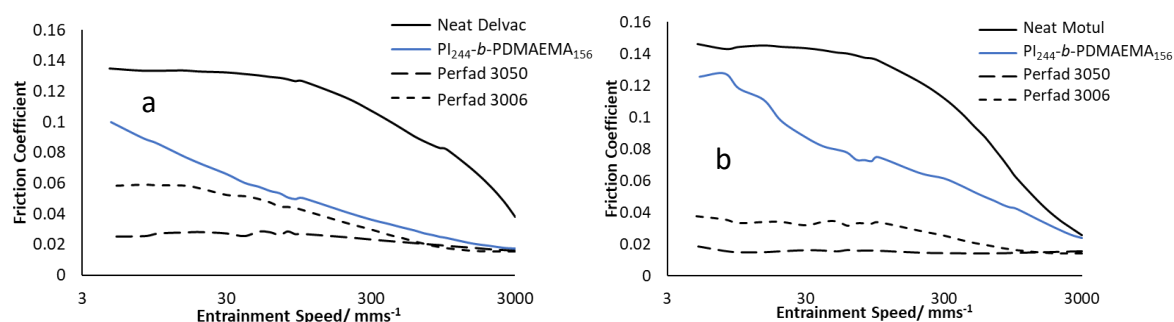 0.16
0.14
0.12
0.1
0.08
0.06
0.04
0.02
0
Friction Coefficient
a
Neat Delvac
PI₂₄₄-b-PDMAEMA₁₅₆
Perfad 3050
Perfad 3006
3 30 300 3000
Entrainment Speed/ mms⁻¹
0.16
0.14
0.12
0.1
0.08
0.06
0.04
0.02
0
Friction Coefficient
b
Neat Motul
PI₂₄₄-b-PDMAEMA₁₅₆
Perfad 3050
Perfad 3006
3 30 300 3000
Entrainment Speed/ mms⁻¹